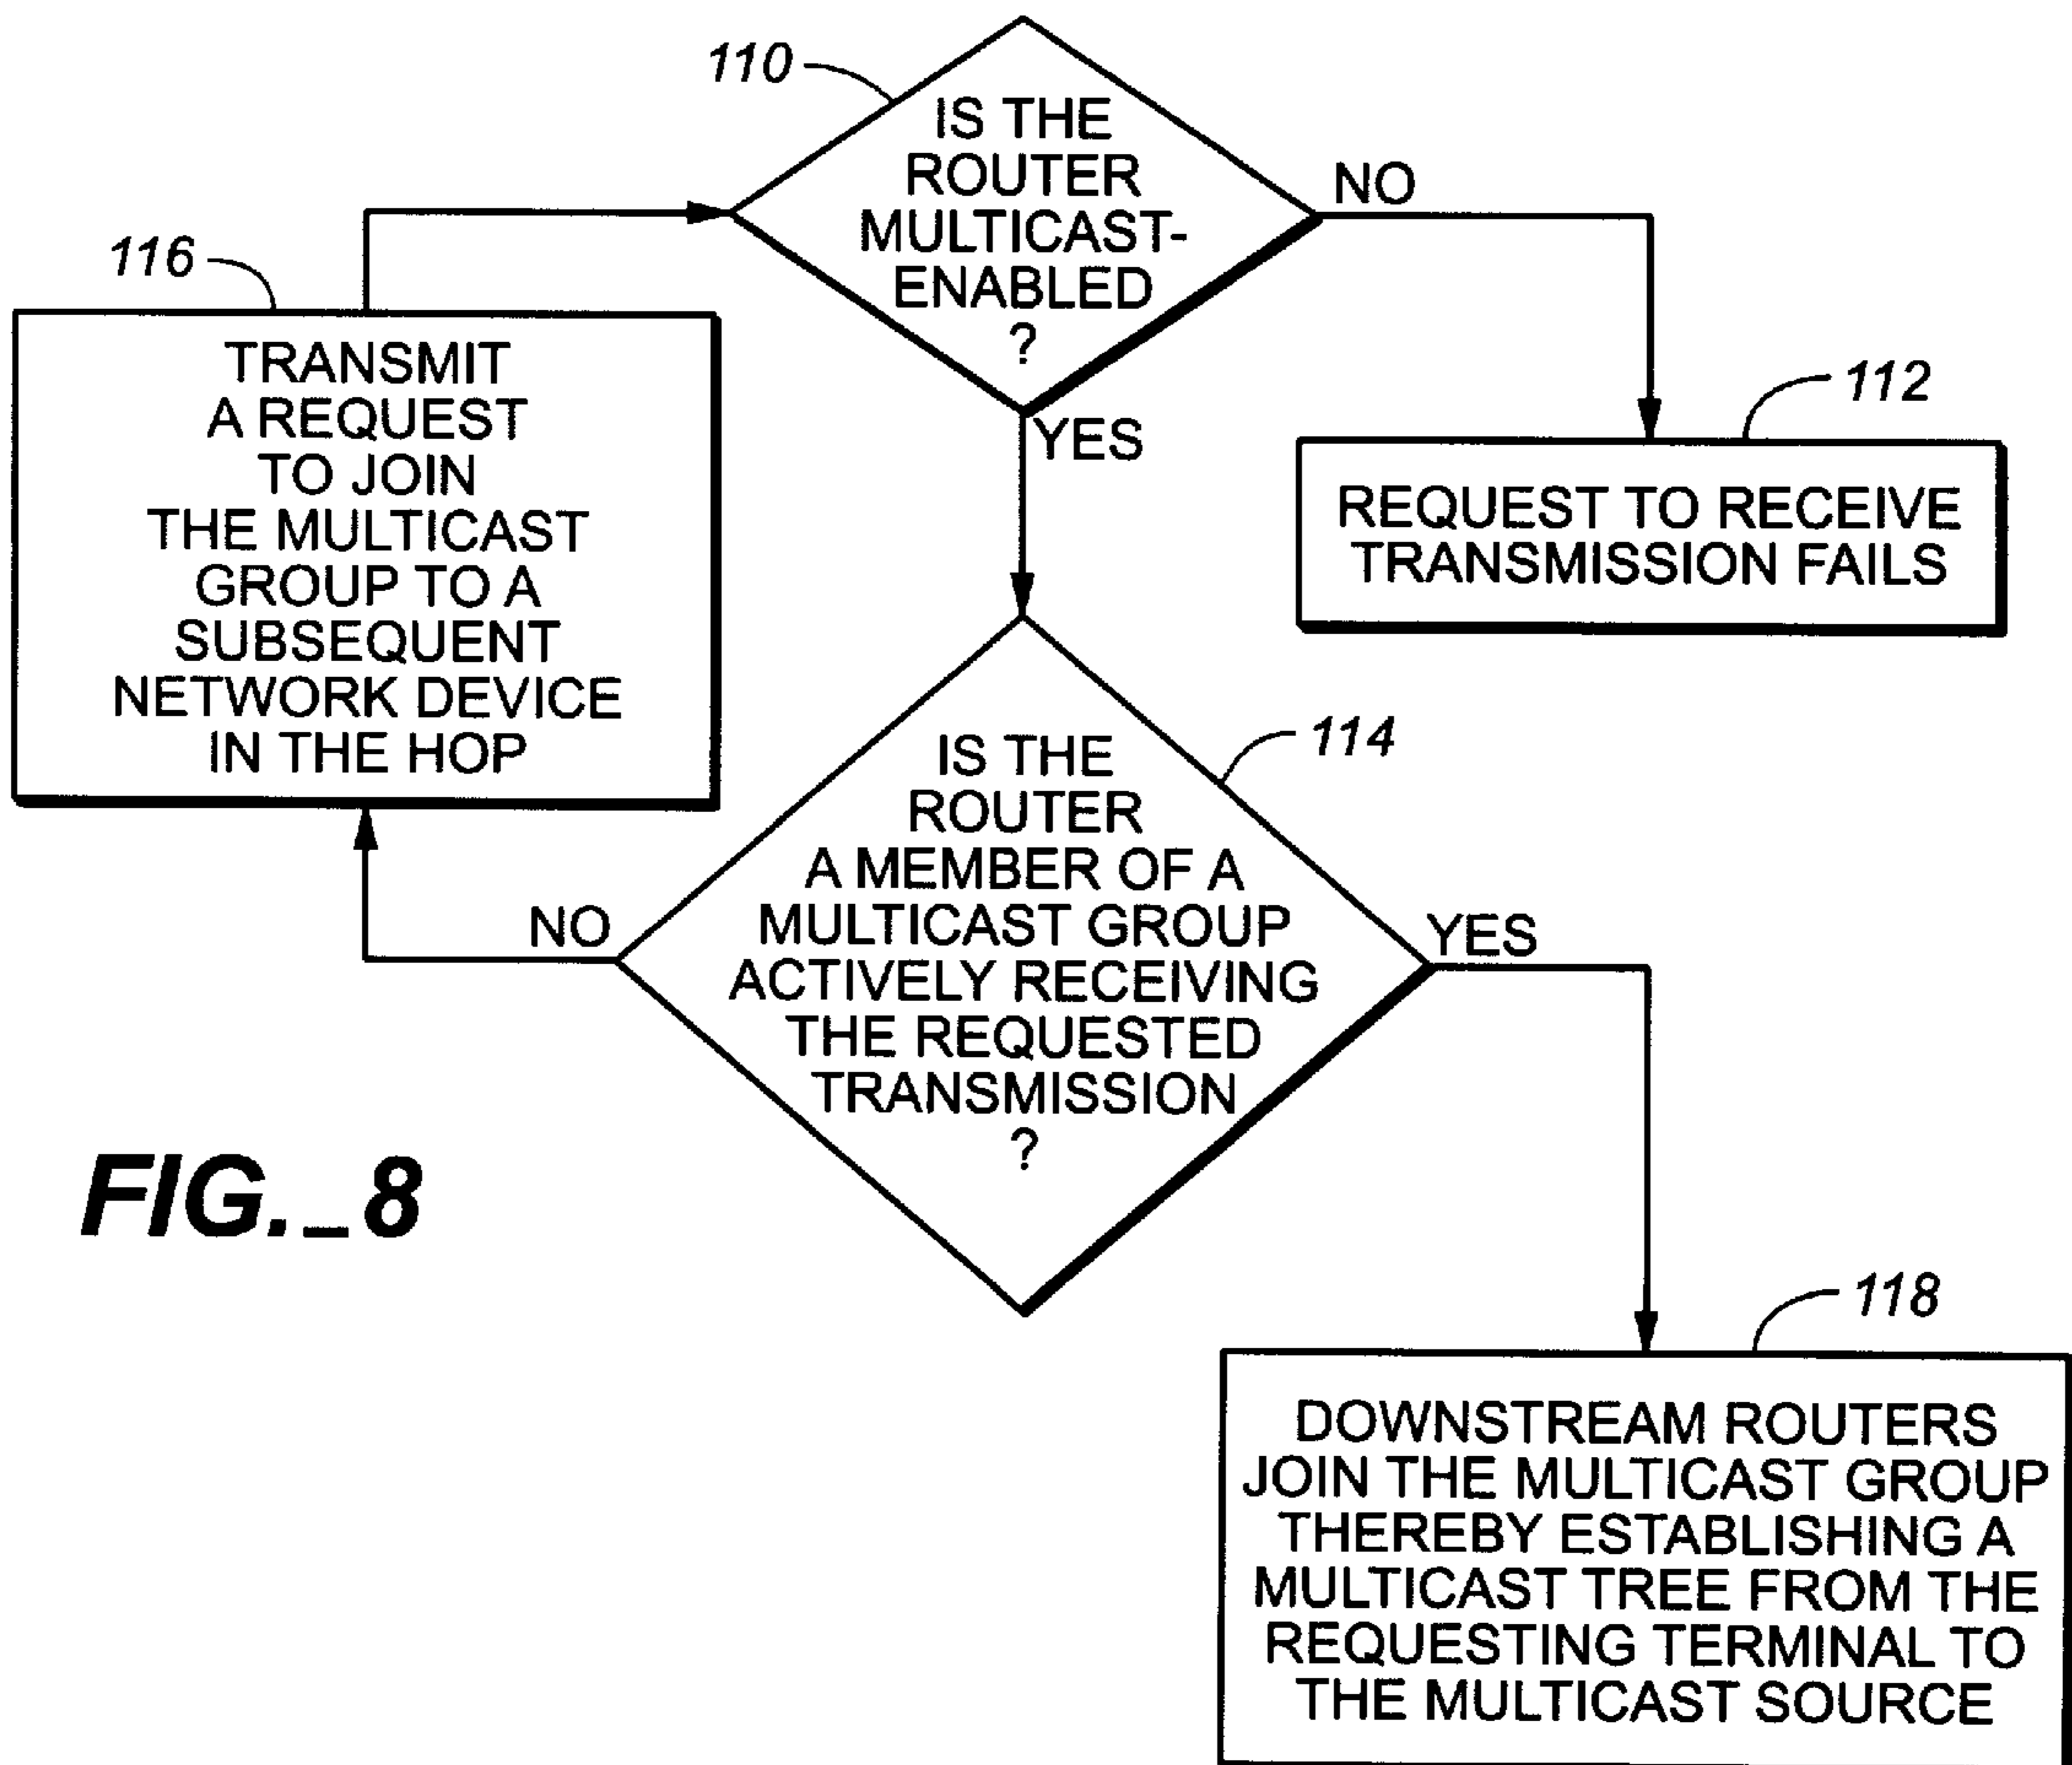 110
IS THE
ROUTER
MULTICAST-
ENABLED
?
NO
YES
116
TRANSMIT
A REQUEST
TO JOIN
THE MULTICAST
GROUP TO A
SUBSEQUENT
NETWORK DEVICE
IN THE HOP
112
REQUEST TO RECEIVE
TRANSMISSION FAILS
114
IS THE
ROUTER
A MEMBER OF A
MULTICAST GROUP
ACTIVELY RECEIVING
THE REQUESTED
TRANSMISSION
?
NO
YES
FIG._8
118
DOWNSTREAM ROUTERS
JOIN THE MULTICAST GROUP
THEREBY ESTABLISHING A
MULTICAST TREE FROM THE
REQUESTING TERMINAL TO
THE MULTICAST SOURCE